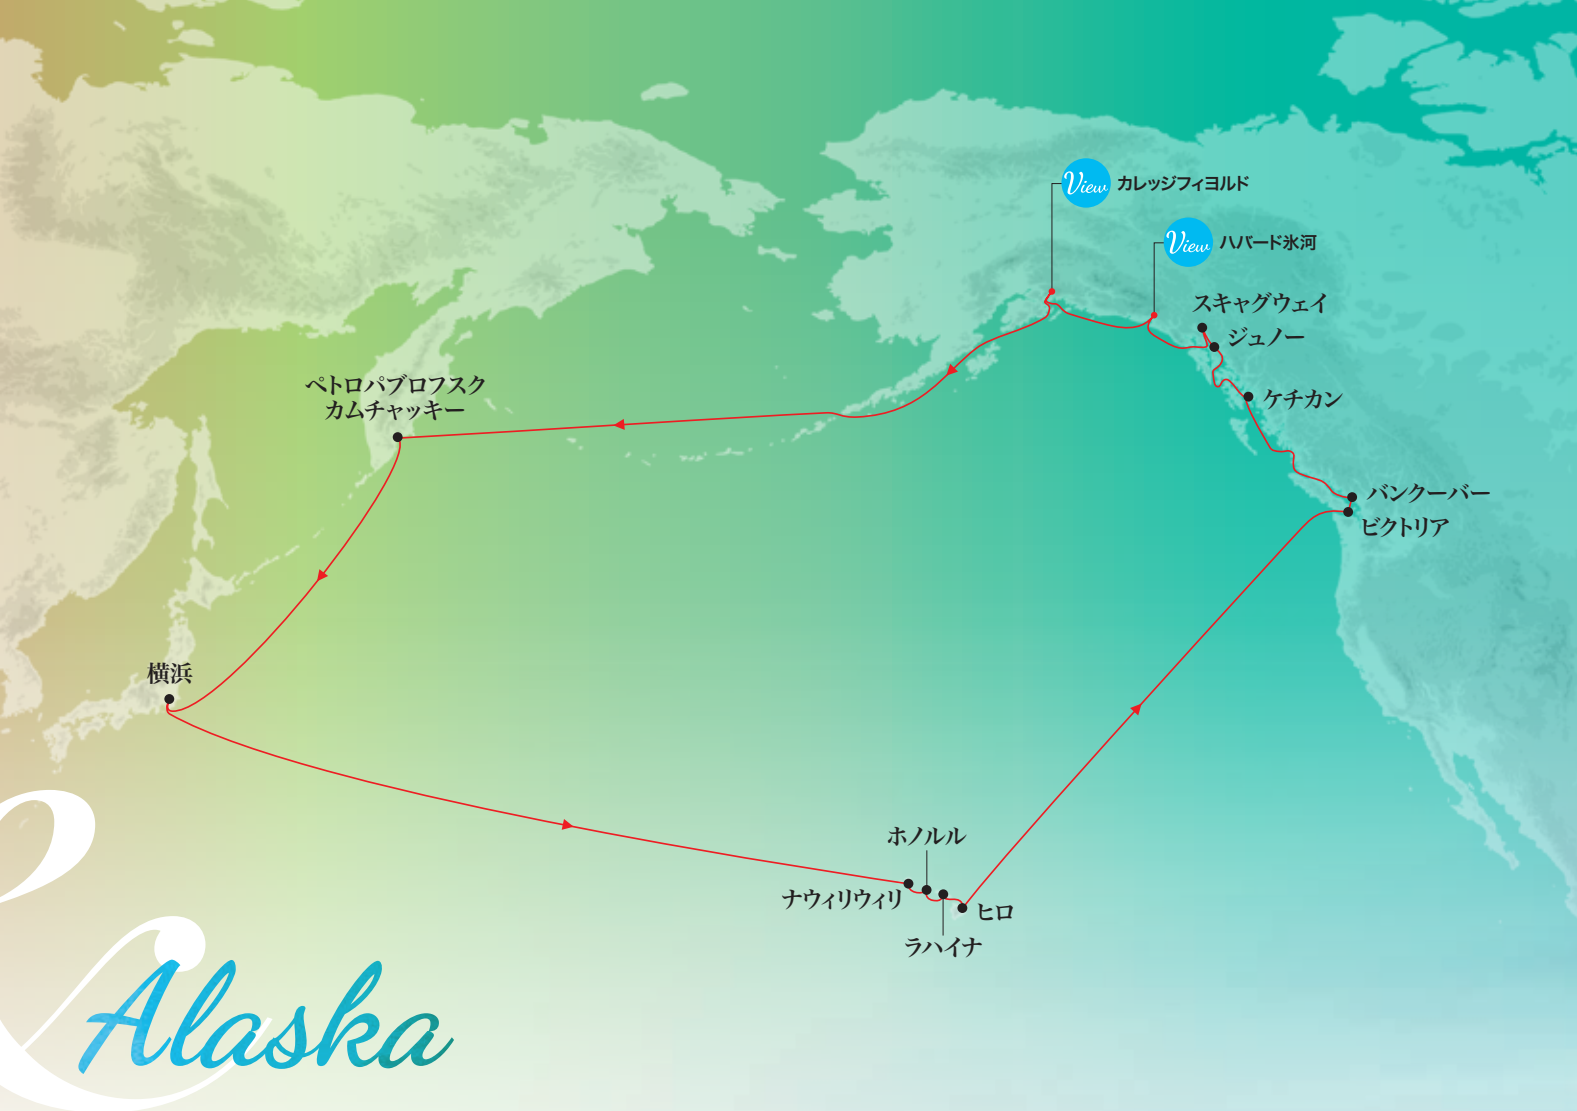 View カレッジフィヨルド
View ハバード氷河
スキャグウェイ
ジュノー
ペトロパブロフスク
カムチャッキー
ケチカン
バンクーバー
ビクトリア
横浜
ホノルル
ナウィリウィリ
ヒロ
ラハイナ
Alaska